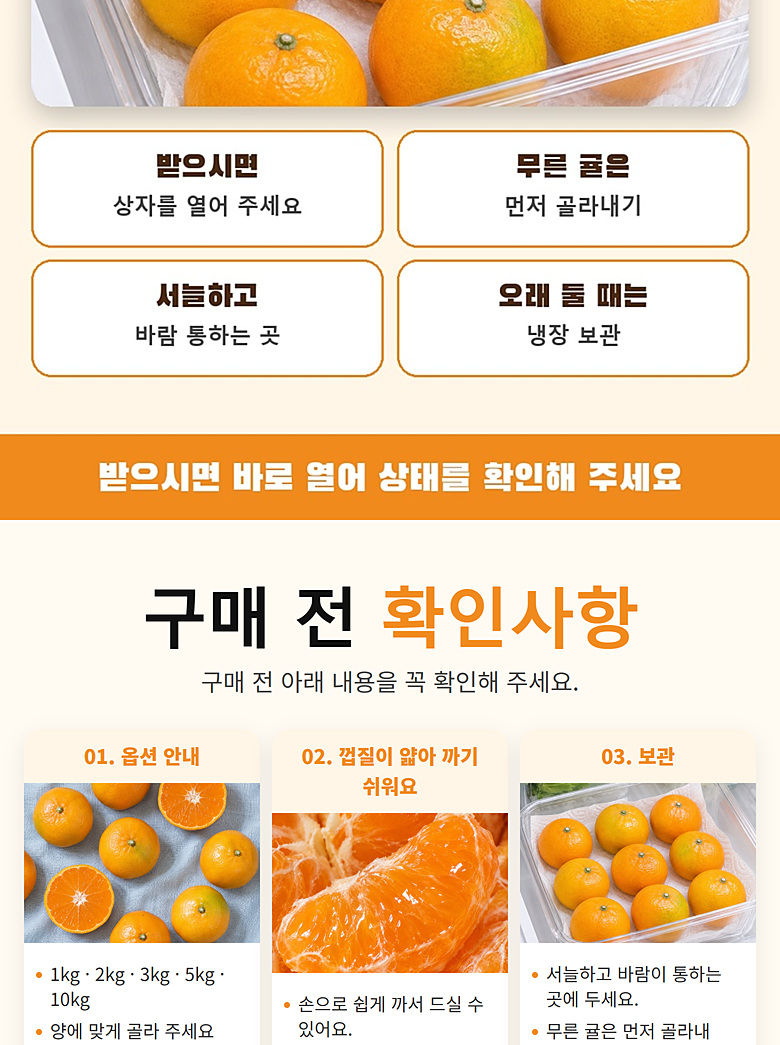 받으시면
상자를 열어 주세요
무른 귤은
먼저 골라내기
서늘하고
바람 통하는 곳
오래 둘 때는
냉장 보관
받으시면 바로 열어 상태를 확인해 주세요
구매 전 확인사항
구매 전 아래 내용을 꼭 확인해 주세요.
01. 옵션 안내
• 1kg · 2kg · 3kg · 5kg ·
10kg
• 양에 맞게 골라 주세요
02. 껍질이 얇아 까기
쉬워요
• 손으로 쉽게 까서 드실 수
있어요.
03. 보관
• 서늘하고 바람이 통하는
곳에 두세요.
• 무른 귤은 먼저 골라내